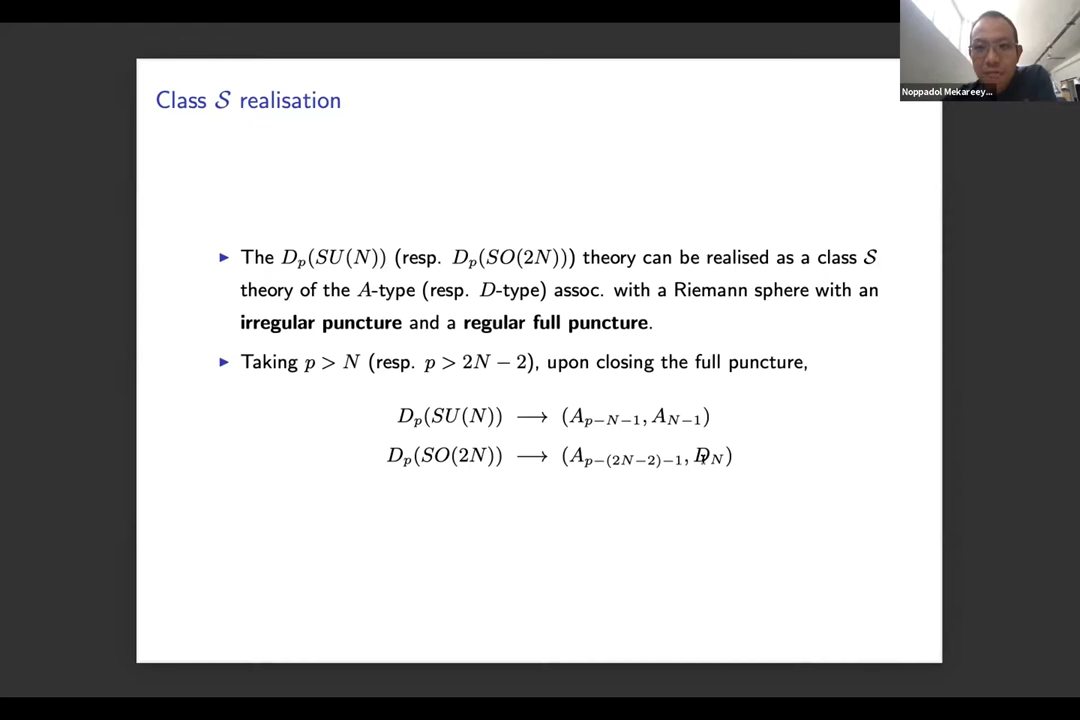 Class 𝒮 realisation
Noppadol Mekareey...
▶ The D_p(SU(N)) (resp. D_p(SO(2N))) theory can be realised as a class 𝒮
theory of the A-type (resp. D-type) assoc. with a Riemann sphere with an
irregular puncture and a regular full puncture.
▶ Taking p > N (resp. p > 2N − 2), upon closing the full puncture,
D_p(SU(N)) ⟶ (A_{p−N−1}, A_{N−1})
D_p(SO(2N)) ⟶ (A_{p−(2N−2)−1}, D_N)